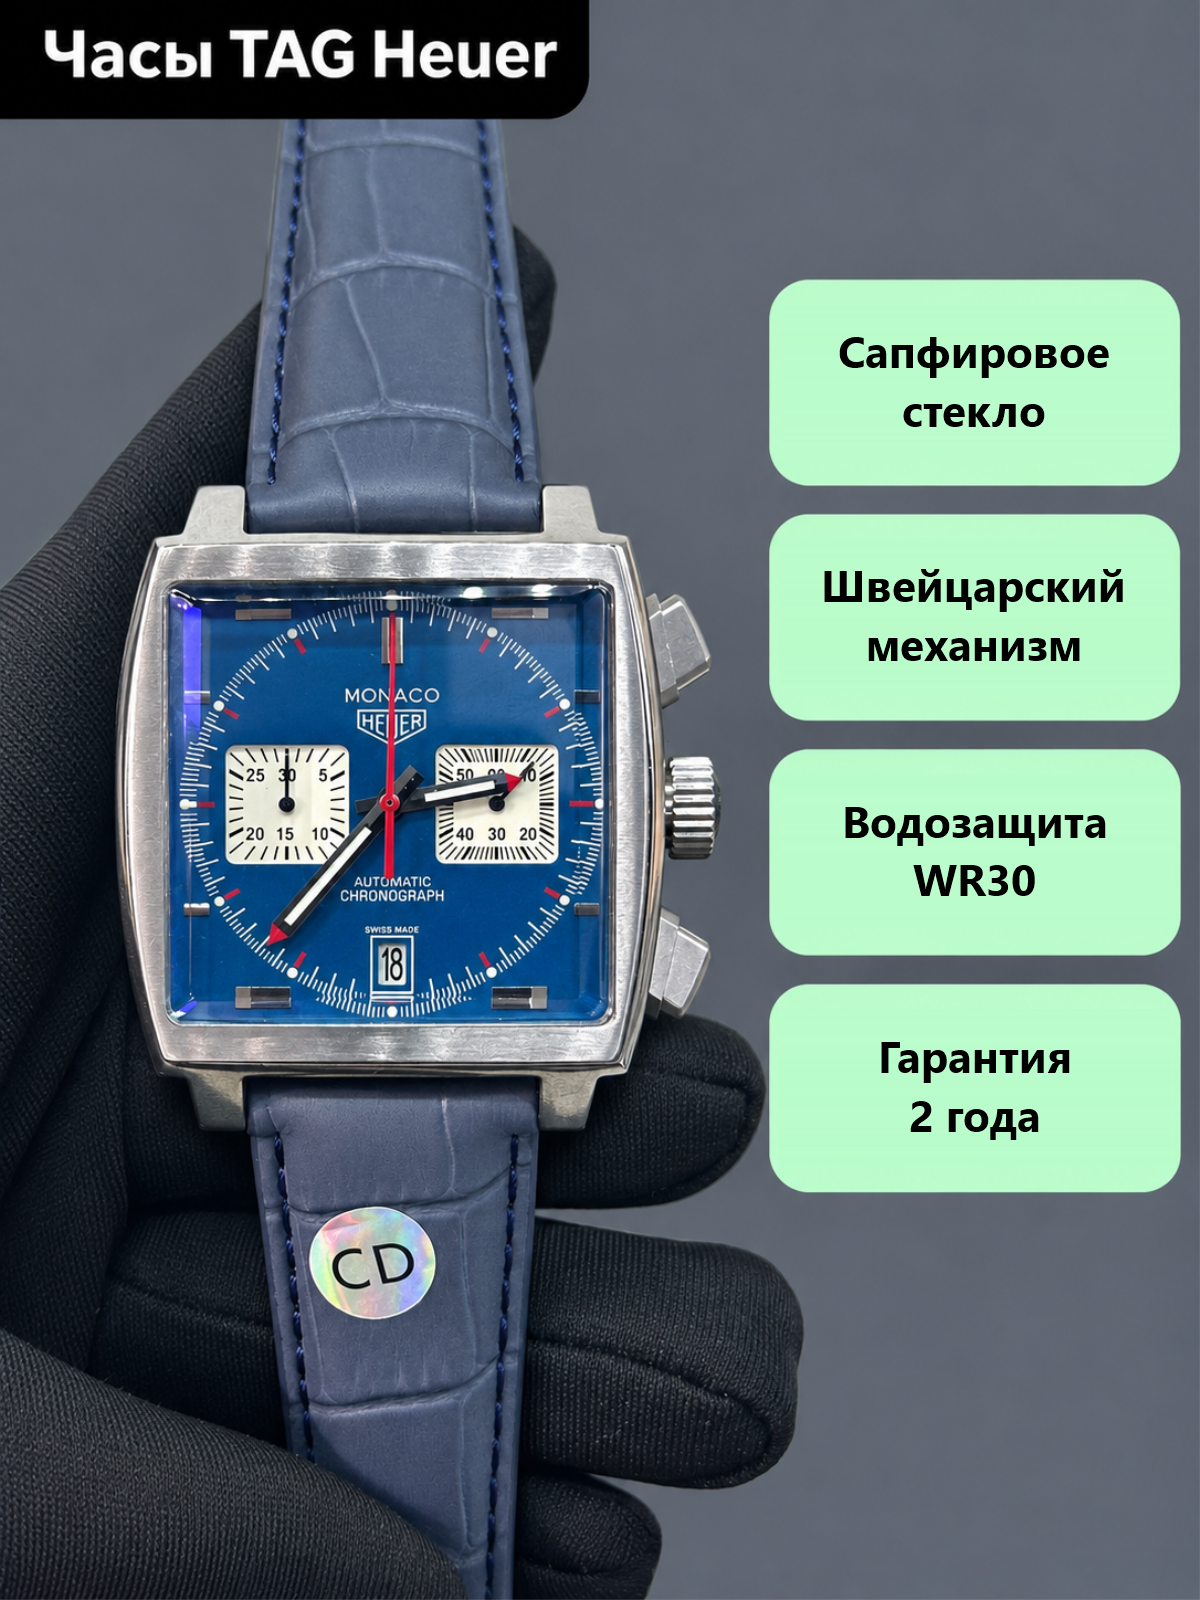 Часы TAG Heuer
Сапфировое
стекло
Швейцарский
механизм
Водозащита
WR30
Гарантия
2 года
MONACO
HEUER
25 30 5
20 15 10
50 10
40 30 20
AUTOMATIC
CHRONOGRAPH
SWISS MADE
18
CD